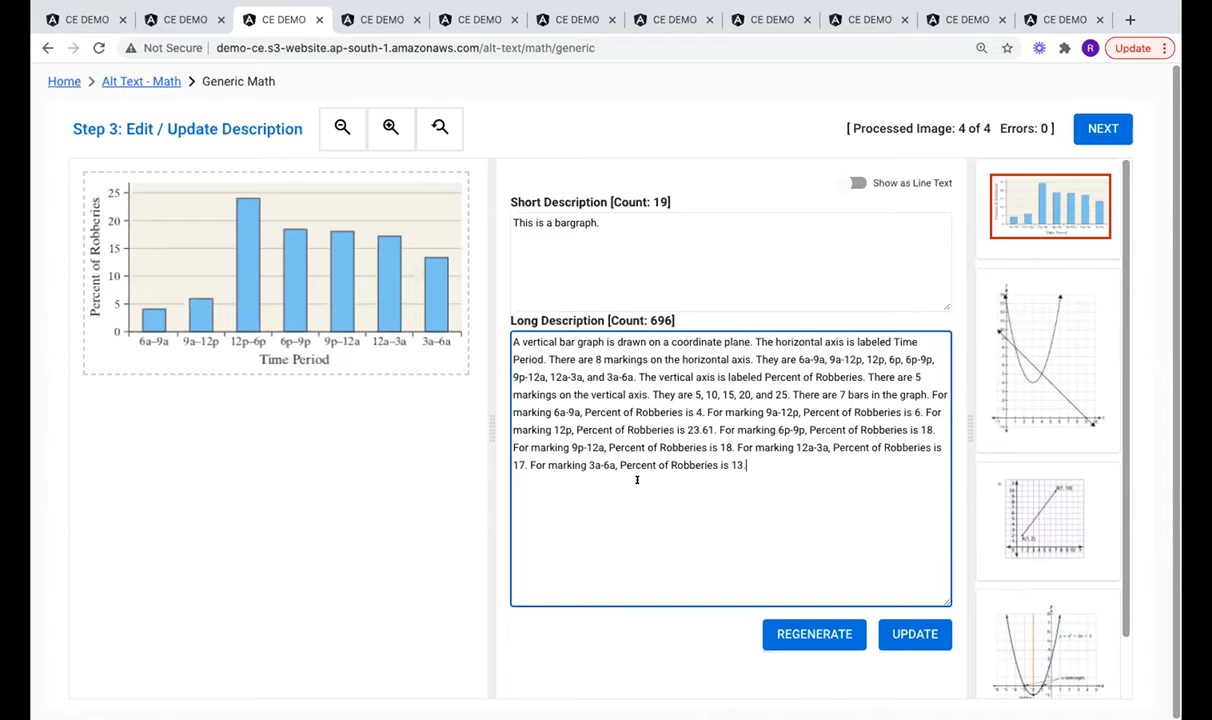 CE DEMO CE DEMO CE DEMO CE DEMO CE DEMO CE DEMO CE DEMO CE DEMO CE DEMO CE DEMO CE DEMO
Not Secure demo-ce.s3-website.ap-south-1.amazonaws.com/alt-text/math/generic R Update
Home > Alt Text - Math > Generic Math
Step 3: Edit / Update Description
[ Processed Image: 4 of 4 Errors: 0 ] NEXT
Percent of Robberies
25
20
15
10
5
0
6a–9a 9a–12p 12p–6p 6p–9p 9p–12a 12a–3a 3a–6a
Time Period
Show as Line Text
Short Description [Count: 19]
This is a bargraph.
Long Description [Count: 696]
A vertical bar graph is drawn on a coordinate plane. The horizontal axis is labeled Time
Period. There are 8 markings on the horizontal axis. They are 6a-9a, 9a-12p, 12p, 6p, 6p-9p,
9p-12a, 12a-3a, and 3a-6a. The vertical axis is labeled Percent of Robberies. There are 5
markings on the vertical axis. They are 5, 10, 15, 20, and 25. There are 7 bars in the graph. For
marking 6a-9a, Percent of Robberies is 4. For marking 9a-12p, Percent of Robberies is 6. For
marking 12p, Percent of Robberies is 23.61. For marking 6p-9p, Percent of Robberies is 18.
For marking 9p-12a, Percent of Robberies is 18. For marking 12a-3a, Percent of Robberies is
17. For marking 3a-6a, Percent of Robberies is 13.
REGENERATE UPDATE